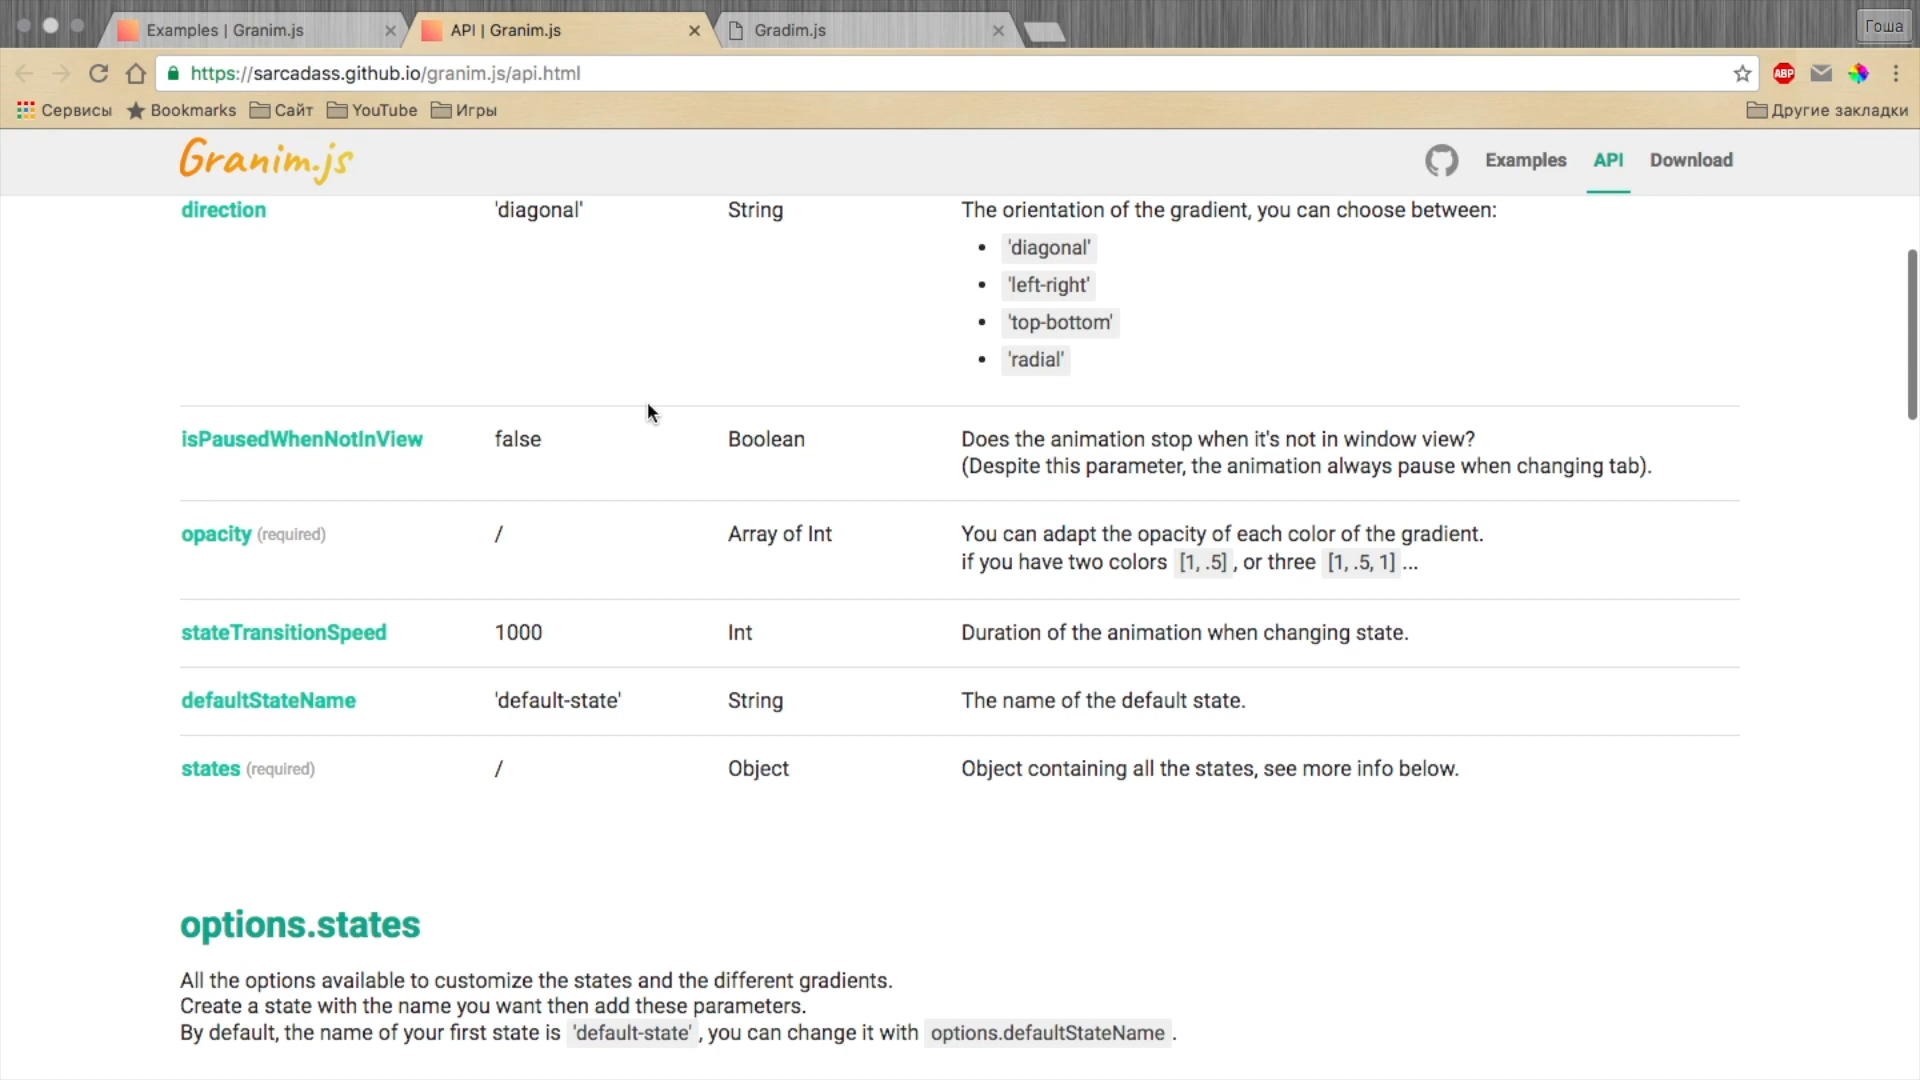 Examples | Granim.js
API | Granim.js
Gradim.js
Гоша
https://sarcadass.github.io/granim.js/api.html
ABP
Сервисы
Bookmarks
Сайт
YouTube
Игры
Другие закладки
Granim.js
Examples
API
Download
direction 'diagonal' String The orientation of the gradient, you can choose between:
• 'diagonal'
• 'left-right'
• 'top-bottom'
• 'radial'
isPausedWhenNotInView false Boolean Does the animation stop when it's not in window view?
(Despite this parameter, the animation always pause when changing tab).
opacity (required) / Array of Int You can adapt the opacity of each color of the gradient.
if you have two colors [1, .5] , or three [1, .5, 1] ...
stateTransitionSpeed 1000 Int Duration of the animation when changing state.
defaultStateName 'default-state' String The name of the default state.
states (required) / Object Object containing all the states, see more info below.
options.states
All the options available to customize the states and the different gradients.
Create a state with the name you want then add these parameters.
By default, the name of your first state is 'default-state' , you can change it with options.defaultStateName .